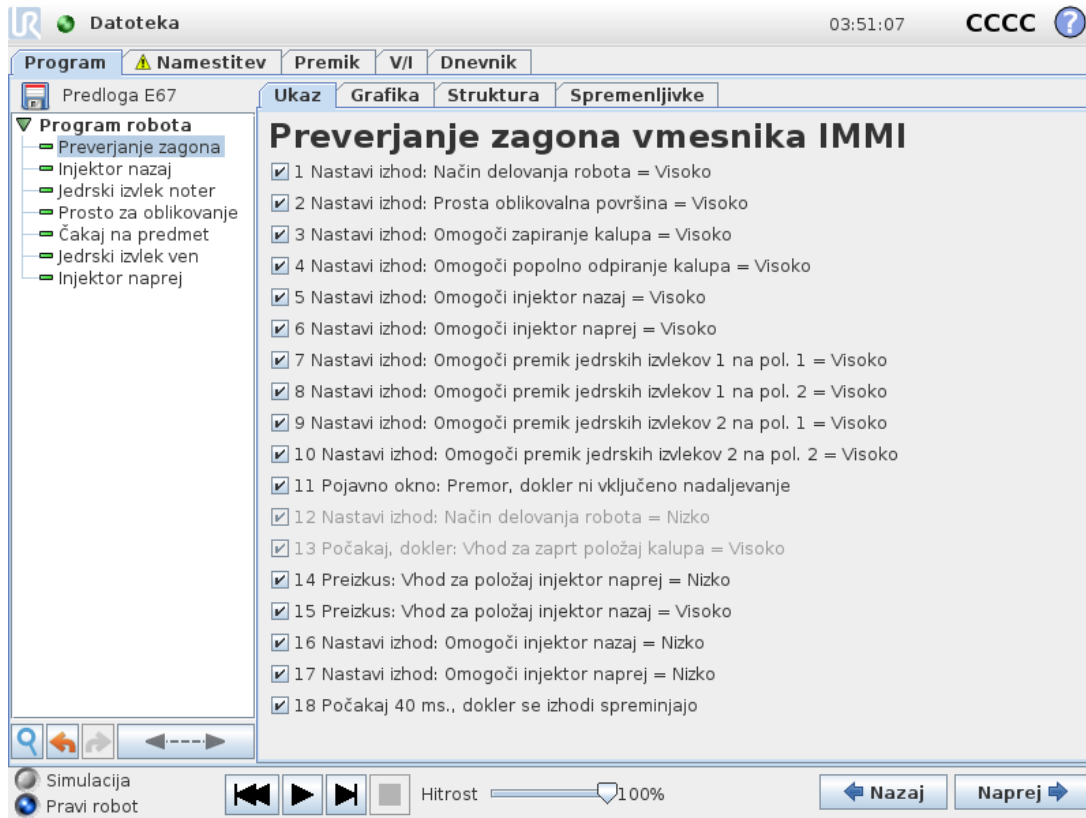 UR Datoteka 03:51:07 CCCC ?
Program Namestitev Premik V/I Dnevnik
Predloga E67
Ukaz Grafika Struktura Spremenljivke
Program robota
Preverjanje zagona
Injektor nazaj
Jedrski izvlek noter
Prosto za oblikovanje
Čakaj na predmet
Jedrski izvlek ven
Injektor naprej
Preverjanje zagona vmesnika IMMI
1 Nastavi izhod: Način delovanja robota = Visoko
2 Nastavi izhod: Prosta oblikovalna površina = Visoko
3 Nastavi izhod: Omogoči zapiranje kalupa = Visoko
4 Nastavi izhod: Omogoči popolno odpiranje kalupa = Visoko
5 Nastavi izhod: Omogoči injektor nazaj = Visoko
6 Nastavi izhod: Omogoči injektor naprej = Visoko
7 Nastavi izhod: Omogoči premik jedrskih izvlekov 1 na pol. 1 = Visoko
8 Nastavi izhod: Omogoči premik jedrskih izvlekov 1 na pol. 2 = Visoko
9 Nastavi izhod: Omogoči premik jedrskih izvlekov 2 na pol. 1 = Visoko
10 Nastavi izhod: Omogoči premik jedrskih izvlekov 2 na pol. 2 = Visoko
11 Pojavno okno: Premor, dokler ni vključeno nadaljevanje
12 Nastavi izhod: Način delovanja robota = Nizko
13 Počakaj, dokler: Vhod za zaprt položaj kalupa = Visoko
14 Preizkus: Vhod za položaj injektor naprej = Nizko
15 Preizkus: Vhod za položaj injektor nazaj = Visoko
16 Nastavi izhod: Omogoči injektor nazaj = Nizko
17 Nastavi izhod: Omogoči injektor naprej = Nizko
18 Počakaj 40 ms., dokler se izhodi spreminjajo
Simulacija
Pravi robot
Hitrost 100%
Nazaj Naprej